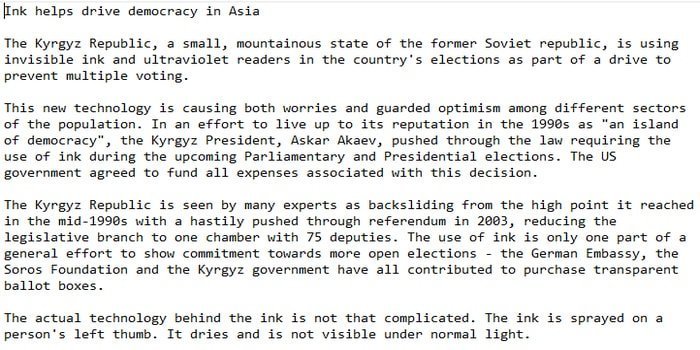 Ink helps drive democracy in Asia
The Kyrgyz Republic, a small, mountainous state of the former Soviet republic, is using
invisible ink and ultraviolet readers in the country's elections as part of a drive to
prevent multiple voting.
This new technology is causing both worries and guarded optimism among different sectors
of the population. In an effort to live up to its reputation in the 1990s as "an island
of democracy", the Kyrgyz President, Askar Akaev, pushed through the law requiring the
use of ink during the upcoming Parliamentary and Presidential elections. The US
government agreed to fund all expenses associated with this decision.
The Kyrgyz Republic is seen by many experts as backsliding from the high point it reached
in the mid-1990s with a hastily pushed through referendum in 2003, reducing the
legislative branch to one chamber with 75 deputies. The use of ink is only one part of a
general effort to show commitment towards more open elections - the German Embassy, the
Soros Foundation and the Kyrgyz government have all contributed to purchase transparent
ballot boxes.
The actual technology behind the ink is not that complicated. The ink is sprayed on a
person's left thumb. It dries and is not visible under normal light.